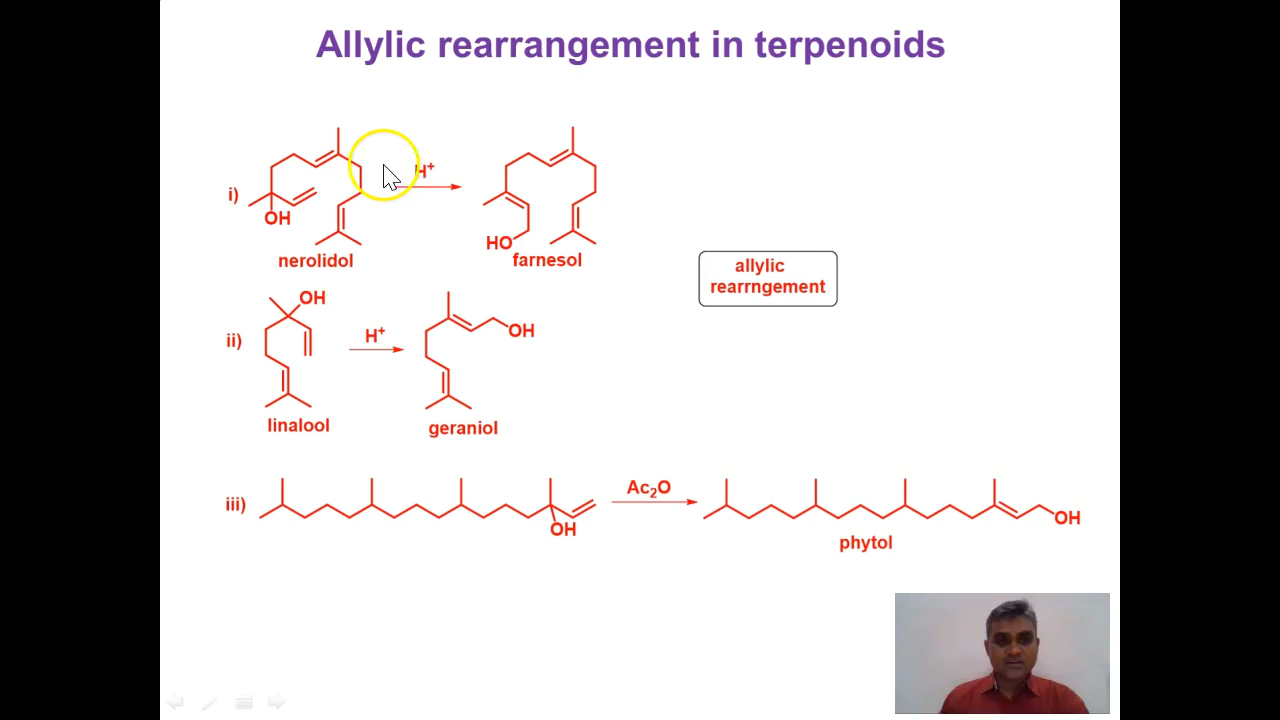 Allylic rearrangement in terpenoids
i)
OH
nerolidol
H⁺
HO
farnesol
allylic
rearrngement
ii)
OH
linalool
H⁺
OH
geraniol
iii)
OH
Ac₂O
OH
phytol